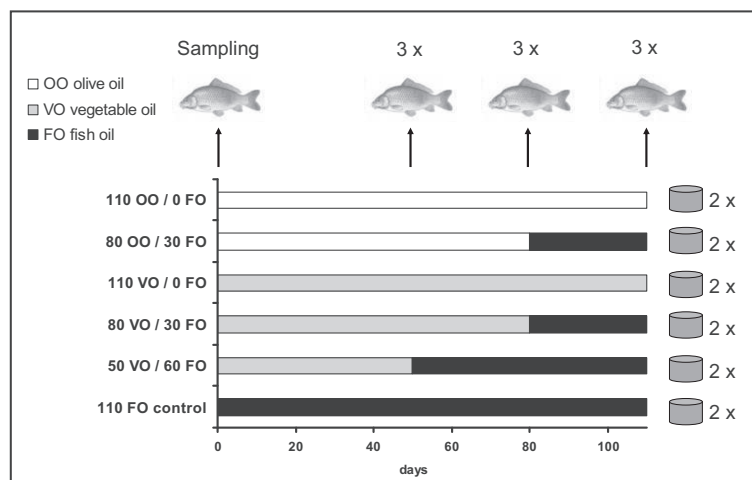 Sampling 3 x 3 x 3 x
OO olive oil
VO vegetable oil
FO fish oil
110 OO / 0 FO 2 x
80 OO / 30 FO 2 x
110 VO / 0 FO 2 x
80 VO / 30 FO 2 x
50 VO / 60 FO 2 x
110 FO control 2 x
0 20 40 60 80 100
days